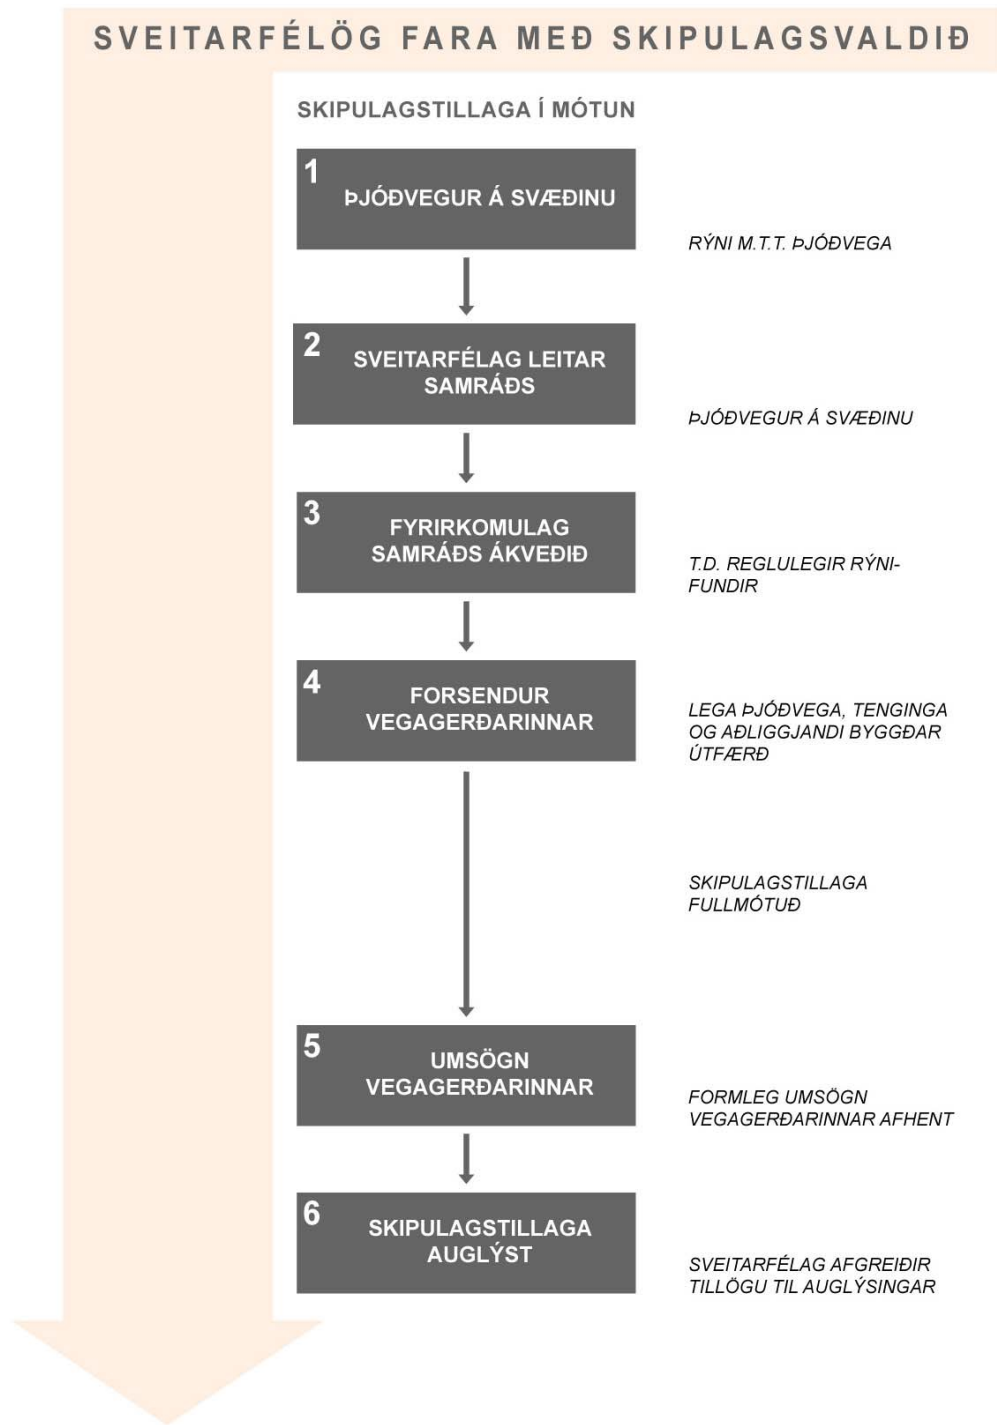 SVEITARFÉLÖG FARA MEÐ SKIPULAGSVALDIÐ
SKIPULAGSTILLAGA Í MÓTUN
1
ÞJÓÐVEGUR Á SVÆÐINU
RÝNI M.T.T. ÞJÓÐVEGA
2
SVEITARFÉLAG LEITAR
SAMRÁÐS
ÞJÓÐVEGUR Á SVÆÐINU
3
FYRIRKOMULAG
SAMRÁÐS ÁKVEÐIÐ
T.D. REGLULEGIR RÝNI-
FUNDIR
4
FORSENDUR
VEGAGERÐARINNAR
LEGA ÞJÓÐVEGA, TENGINGA
OG AÐLIGGJANDI BYGGÐAR
ÚTFÆRÐ
SKIPULAGSTILLAGA
FULLMÓTUÐ
5
UMSÖGN
VEGAGERÐARINNAR
FORMLEG UMSÖGN
VEGAGERÐARINNAR AFHENT
6
SKIPULAGSTILLAGA
AUGLÝST
SVEITARFÉLAG AFGREIÐIR
TILLÖGU TIL AUGLÝSINGAR